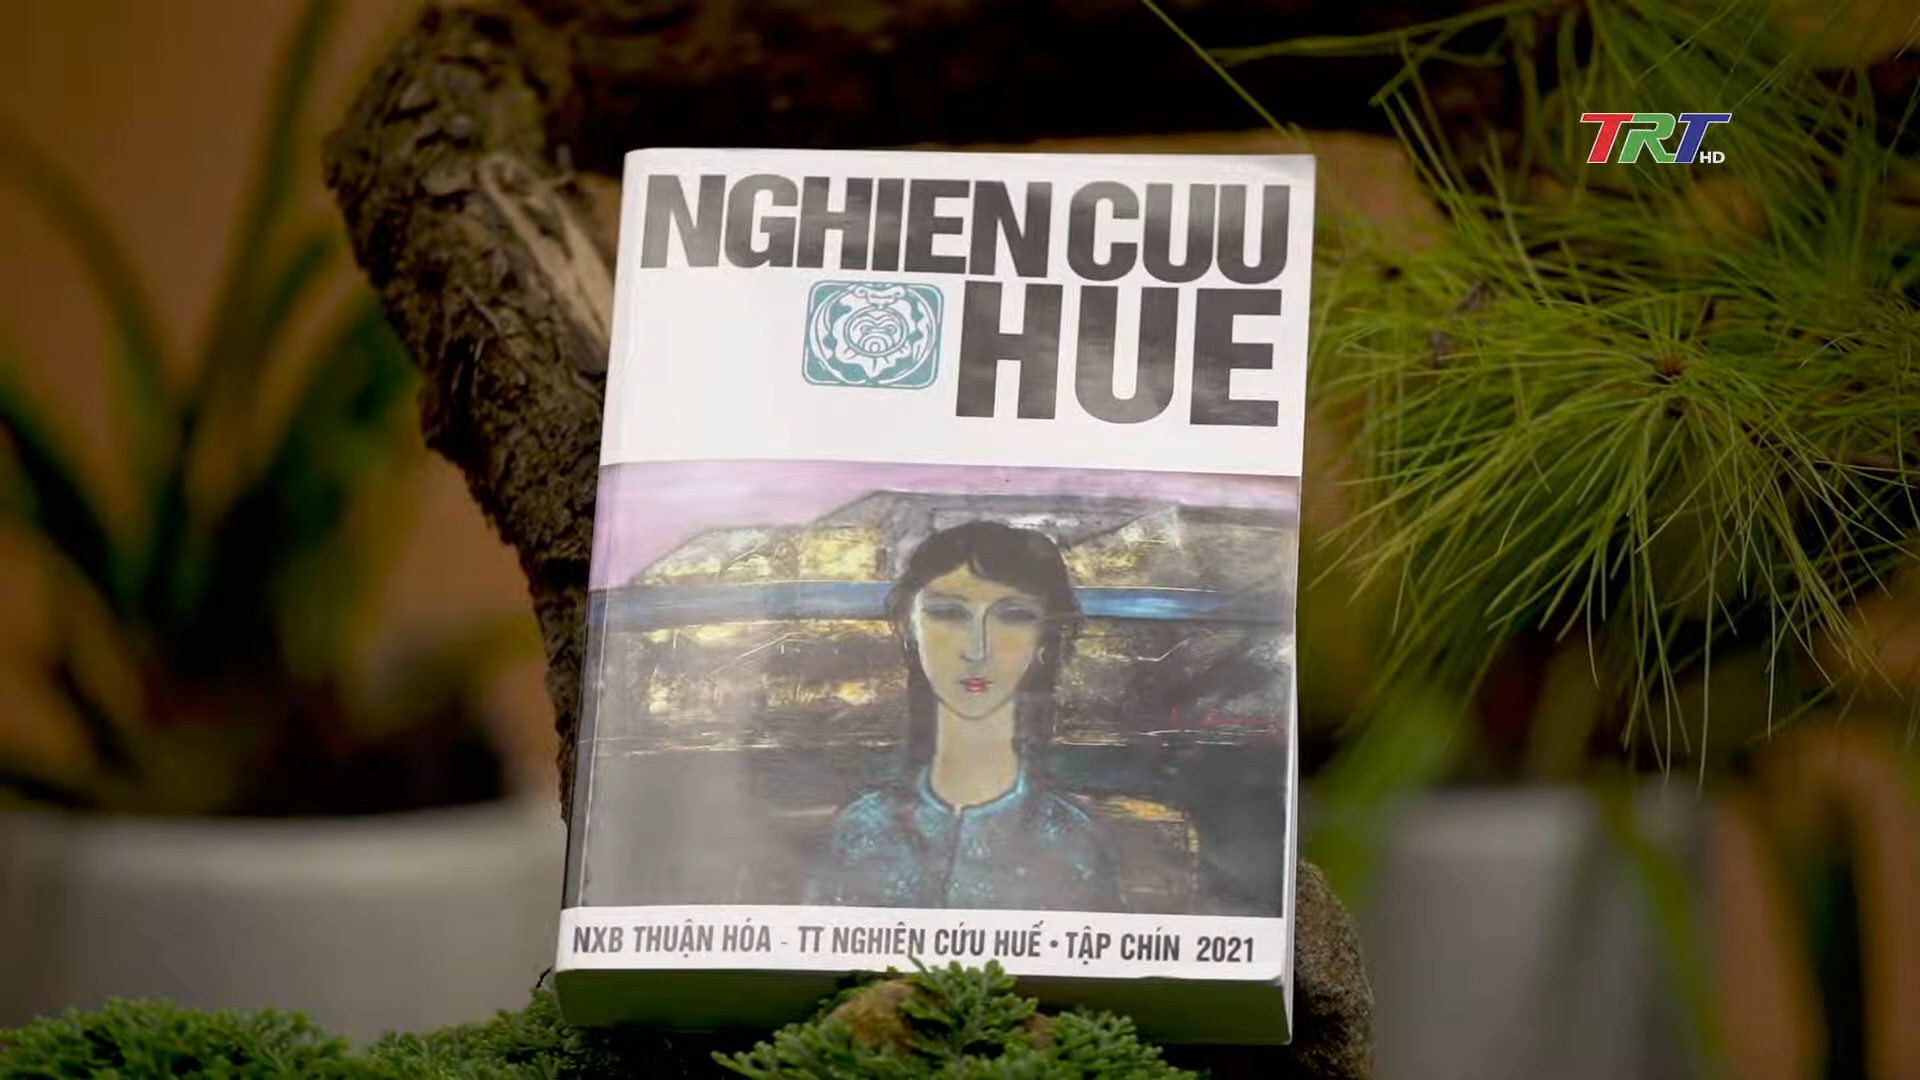 TRT HD
NGHIEN CUU
HUE
NXB THUẬN HÓA - TT NGHIÊN CỨU HUẾ • TẬP CHÍN 2021